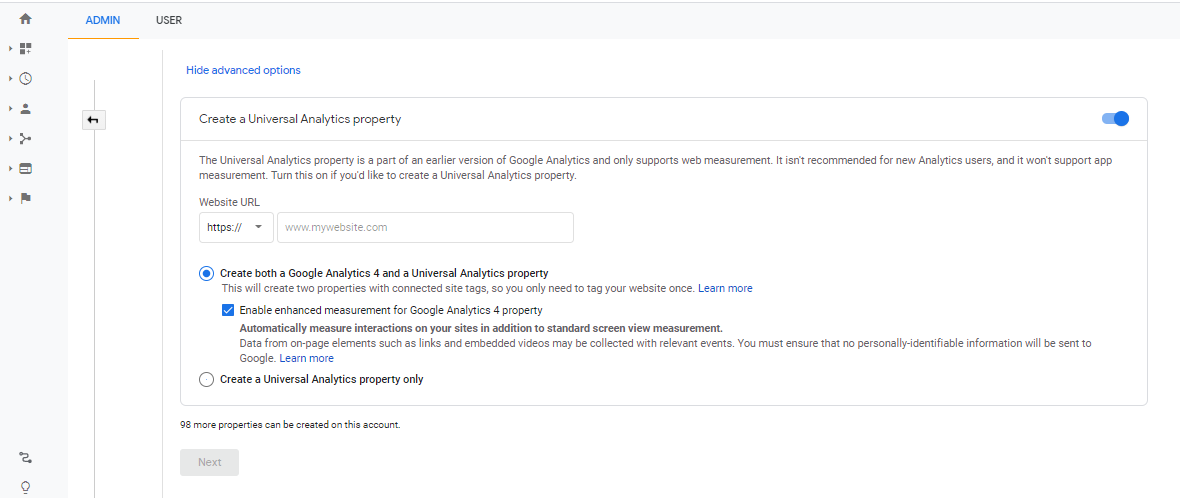 ADMIN
USER
Hide advanced options
Create a Universal Analytics property
The Universal Analytics property is a part of an earlier version of Google Analytics and only supports web measurement. It isn't recommended for new Analytics users, and it won't support app
measurement. Turn this on if you'd like to create a Universal Analytics property.
Website URL
https://
www.mywebsite.com
Create both a Google Analytics 4 and a Universal Analytics property
This will create two properties with connected site tags, so you only need to tag your website once. Learn more
Enable enhanced measurement for Google Analytics 4 property
Automatically measure interactions on your sites in addition to standard screen view measurement.
Data from on-page elements such as links and embedded videos may be collected with relevant events. You must ensure that no personally-identifiable information will be sent to
Google. Learn more
Create a Universal Analytics property only
98 more properties can be created on this account.
Next